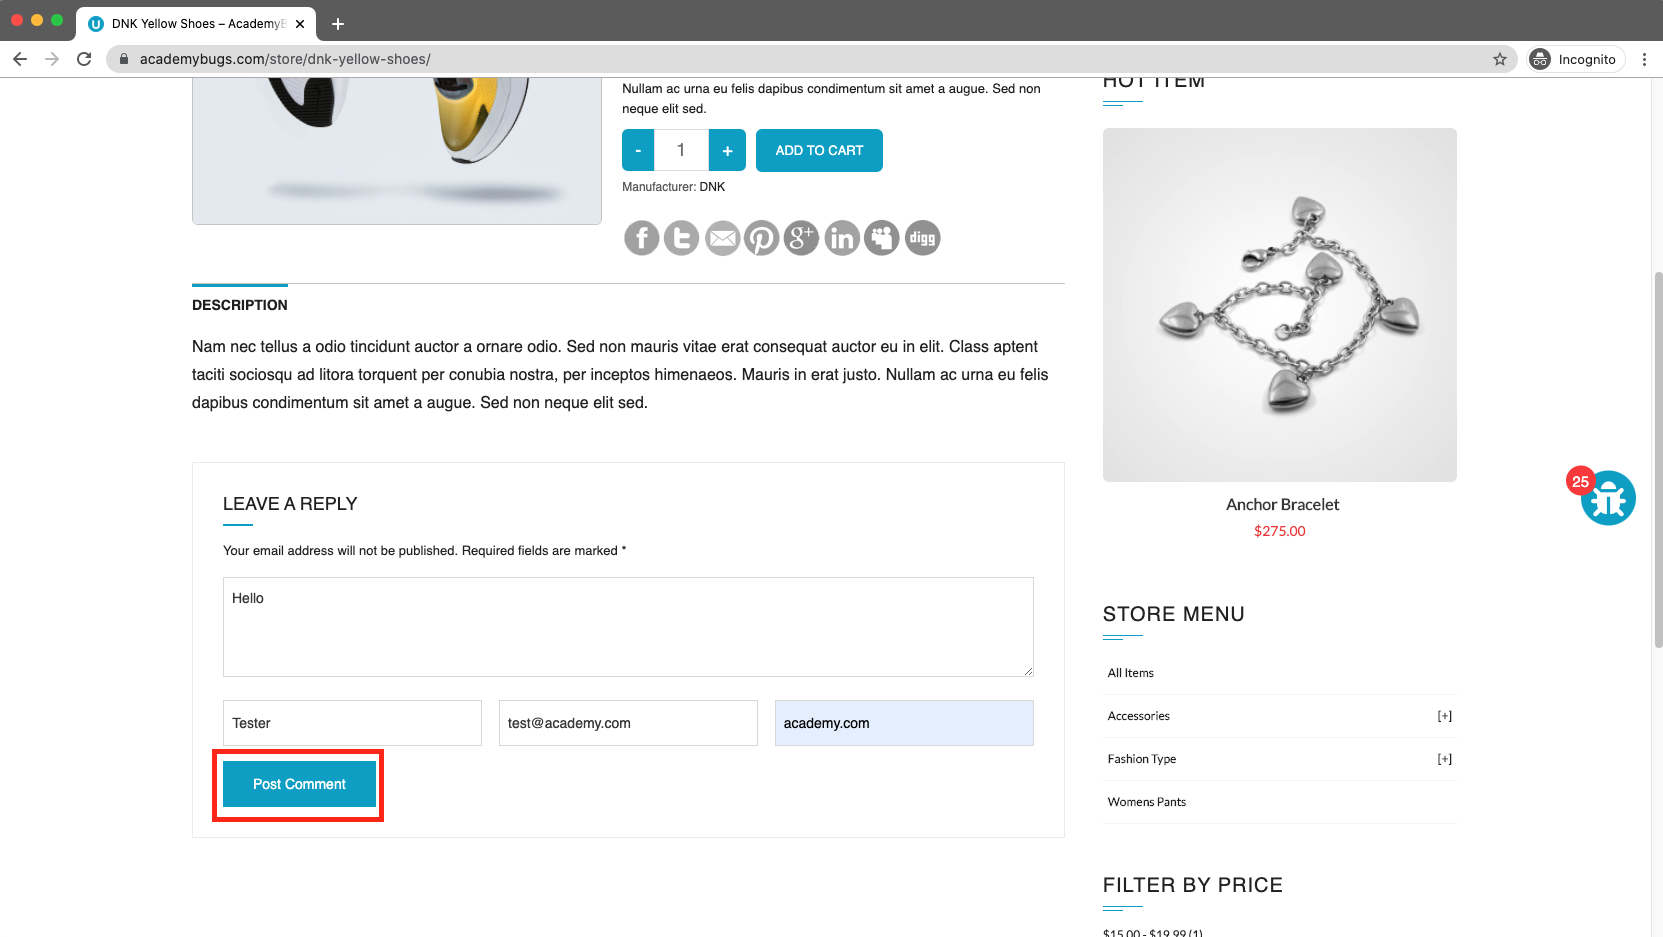 DNK Yellow Shoes – AcademyB
academybugs.com/store/dnk-yellow-shoes/
Incognito
Nullam ac urna eu felis dapibus condimentum sit amet a augue. Sed non
neque elit sed.
- 1 + ADD TO CART
Manufacturer: DNK
digg
DESCRIPTION
Nam nec tellus a odio tincidunt auctor a ornare odio. Sed non mauris vitae erat consequat auctor eu in elit. Class aptent
taciti sociosqu ad litora torquent per conubia nostra, per inceptos himenaeos. Mauris in erat justo. Nullam ac urna eu felis
dapibus condimentum sit amet a augue. Sed non neque elit sed.
LEAVE A REPLY
Your email address will not be published. Required fields are marked *
Hello
Tester
test@academy.com
academy.com
Post Comment
HOT ITEM
Anchor Bracelet
$275.00
25
STORE MENU
All Items
Accessories [+]
Fashion Type [+]
Womens Pants
FILTER BY PRICE
$15.00 - $19.99 (1)